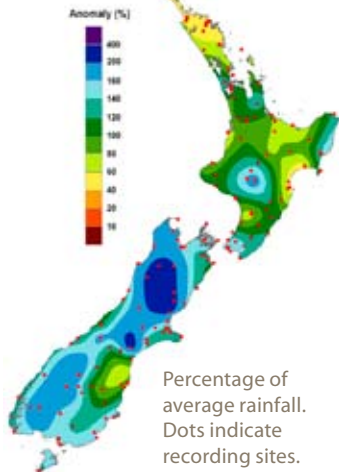 Anomaly (%)
400
200
160
140
120
100
80
60
40
20
10
Percentage of
average rainfall.
Dots indicate
recording sites.